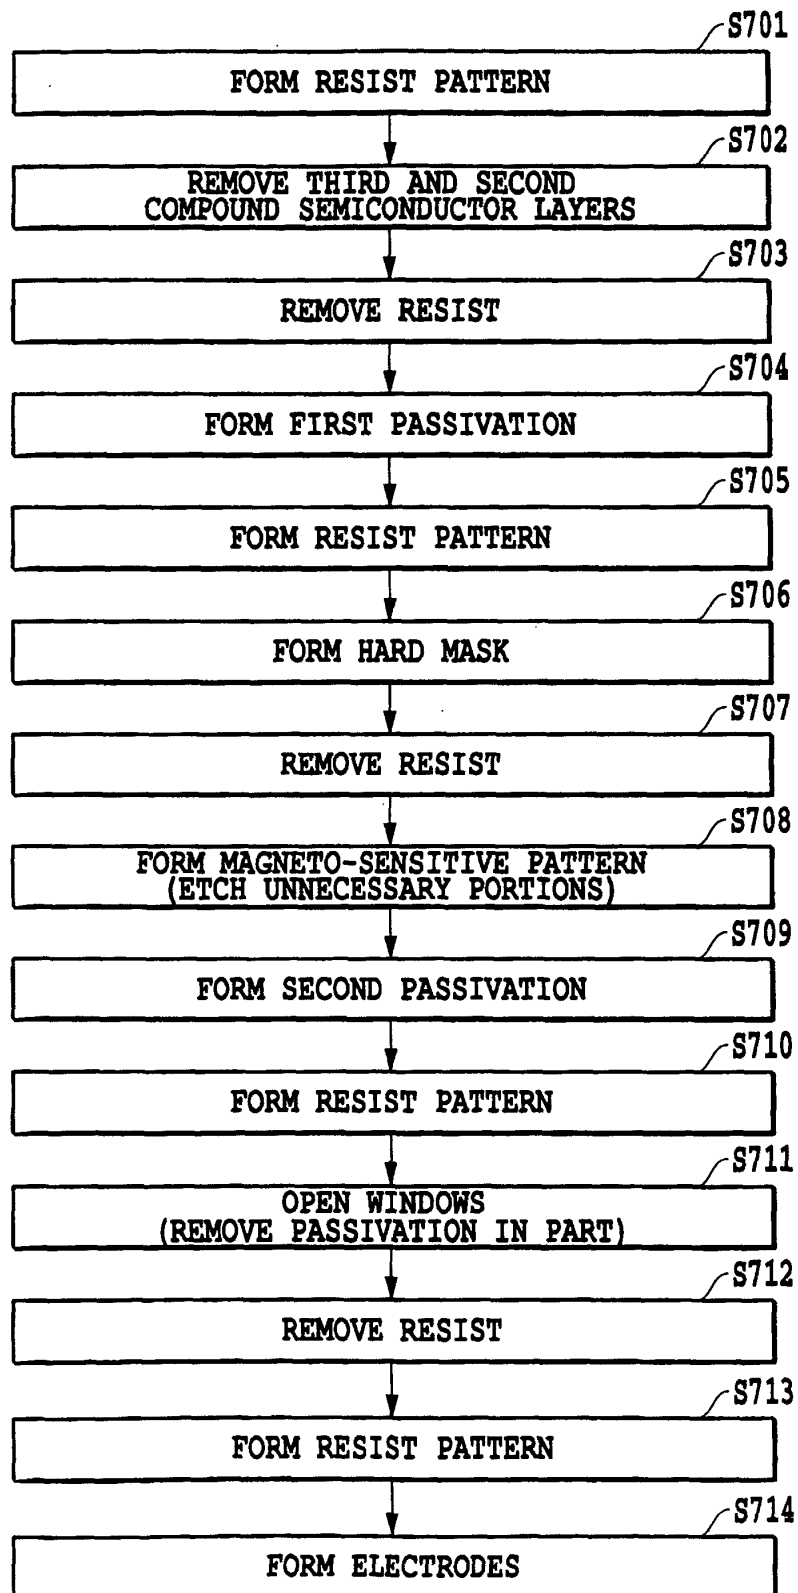 S701
FORM RESIST PATTERN
S702
REMOVE THIRD AND SECOND
COMPOUND SEMICONDUCTOR LAYERS
S703
REMOVE RESIST
S704
FORM FIRST PASSIVATION
S705
FORM RESIST PATTERN
S706
FORM HARD MASK
S707
REMOVE RESIST
S708
FORM MAGNETO-SENSITIVE PATTERN
(ETCH UNNECESSARY PORTIONS)
S709
FORM SECOND PASSIVATION
S710
FORM RESIST PATTERN
S711
OPEN WINDOWS
(REMOVE PASSIVATION IN PART)
S712
REMOVE RESIST
S713
FORM RESIST PATTERN
S714
FORM ELECTRODES